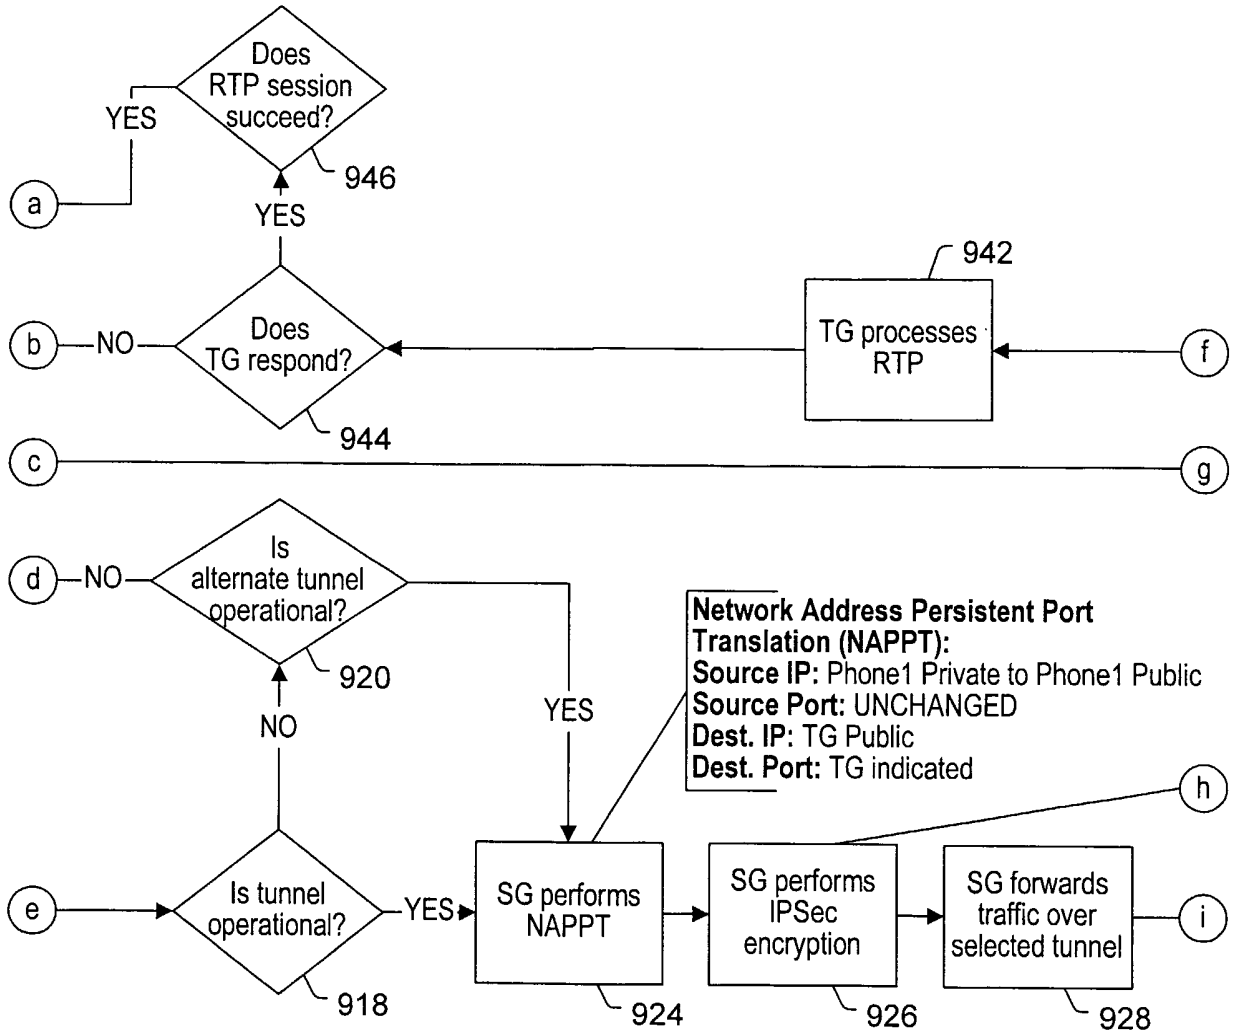 Does
RTP session
succeed?
YES
946
a
YES
942
Does
TG respond?
b
NO
TG processes
RTP
f
944
c
g
Is
alternate tunnel
operational?
d
NO
920
YES
NO
Network Address Persistent Port
Translation (NAPPT):
Source IP: Phone1 Private to Phone1 Public
Source Port: UNCHANGED
Dest. IP: TG Public
Dest. Port: TG indicated
h
e
Is tunnel
operational?
YES
SG performs
NAPPT
SG performs
IPSec
encryption
SG forwards
traffic over
selected tunnel
i
918
924
926
928